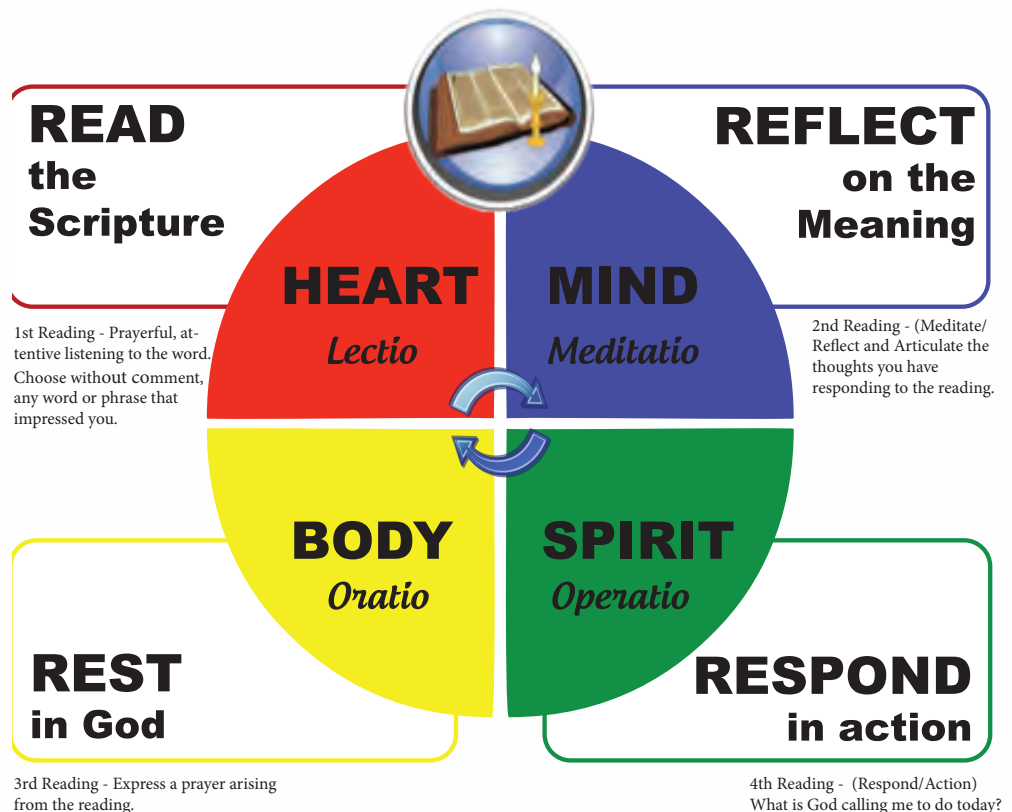 READ
the
Scripture
1st Reading - Prayerful, at-
tentive listening to the word.
Choose without comment,
any word or phrase that
impressed you.
HEART
Lectio
REFLECT
on the
Meaning
2nd Reading - (Meditate/
Reflect and Articulate the
thoughts you have
responding to the reading.
MIND
Meditatio
BODY
Oratio
REST
in God
3rd Reading - Express a prayer arising
from the reading.
SPIRIT
Operatio
RESPOND
in action
4th Reading - (Respond/Action)
What is God calling me to do today?